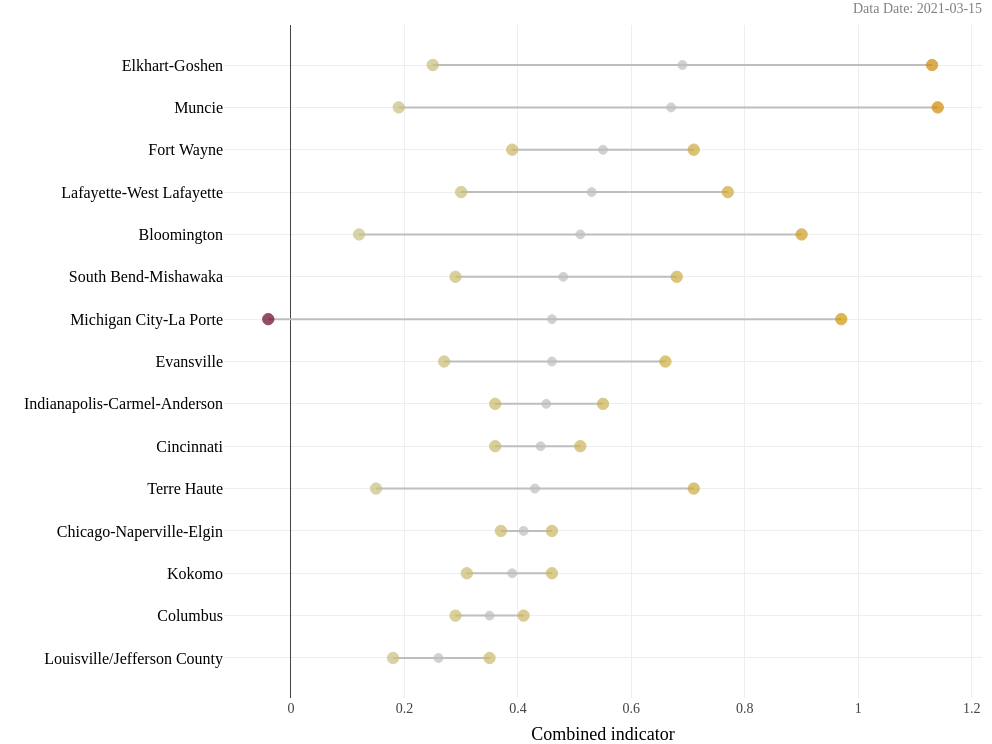 Data Date: 2021-03-15
Elkhart-Goshen
Muncie
Fort Wayne
Lafayette-West Lafayette
Bloomington
South Bend-Mishawaka
Michigan City-La Porte
Evansville
Indianapolis-Carmel-Anderson
Cincinnati
Terre Haute
Chicago-Naperville-Elgin
Kokomo
Columbus
Louisville/Jefferson County
0 0.2 0.4 0.6 0.8 1 1.2
Combined indicator